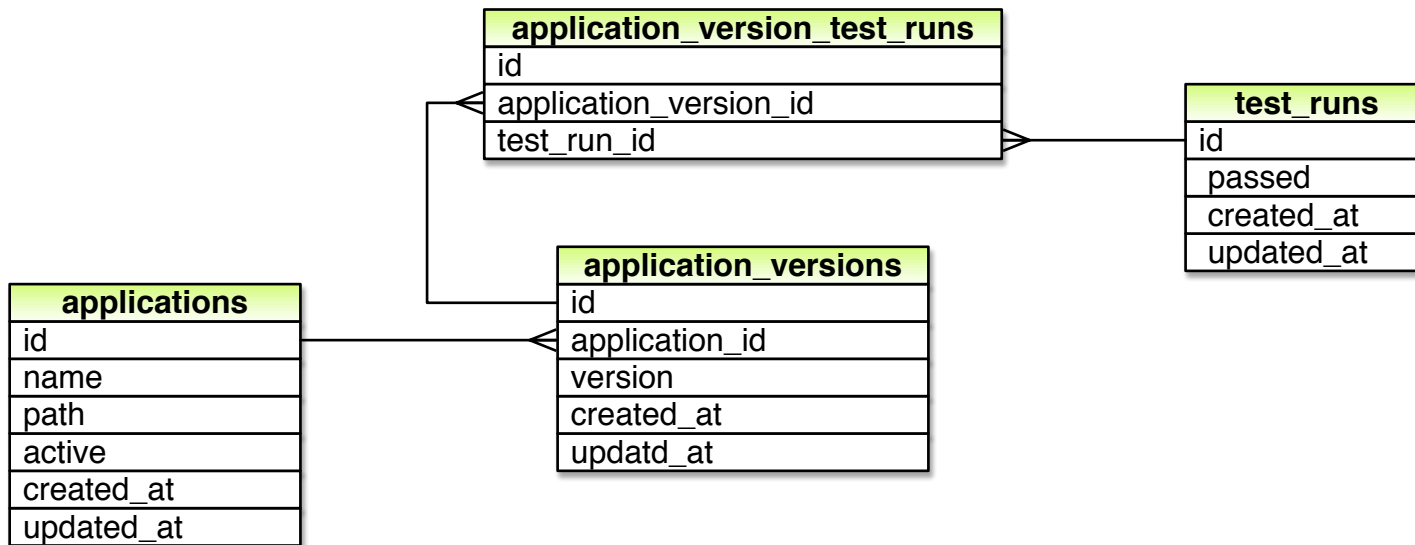 application_version_test_runs
id
application_version_id
test_run_id
test_runs
id
passed
created_at
updated_at
application_versions
id
application_id
version
created_at
updatd_at
applications
id
name
path
active
created_at
updated_at